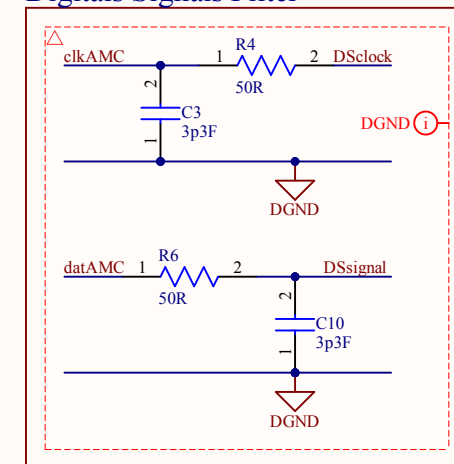 Digitals Signals Filter
clkAMC 1 R4 2 DSclock
50R
2
C3
3p3F
1
DGND i
DGND
datAMC 1 R6 2 DSsignal
50R
2
C10
3p3F
1
DGND